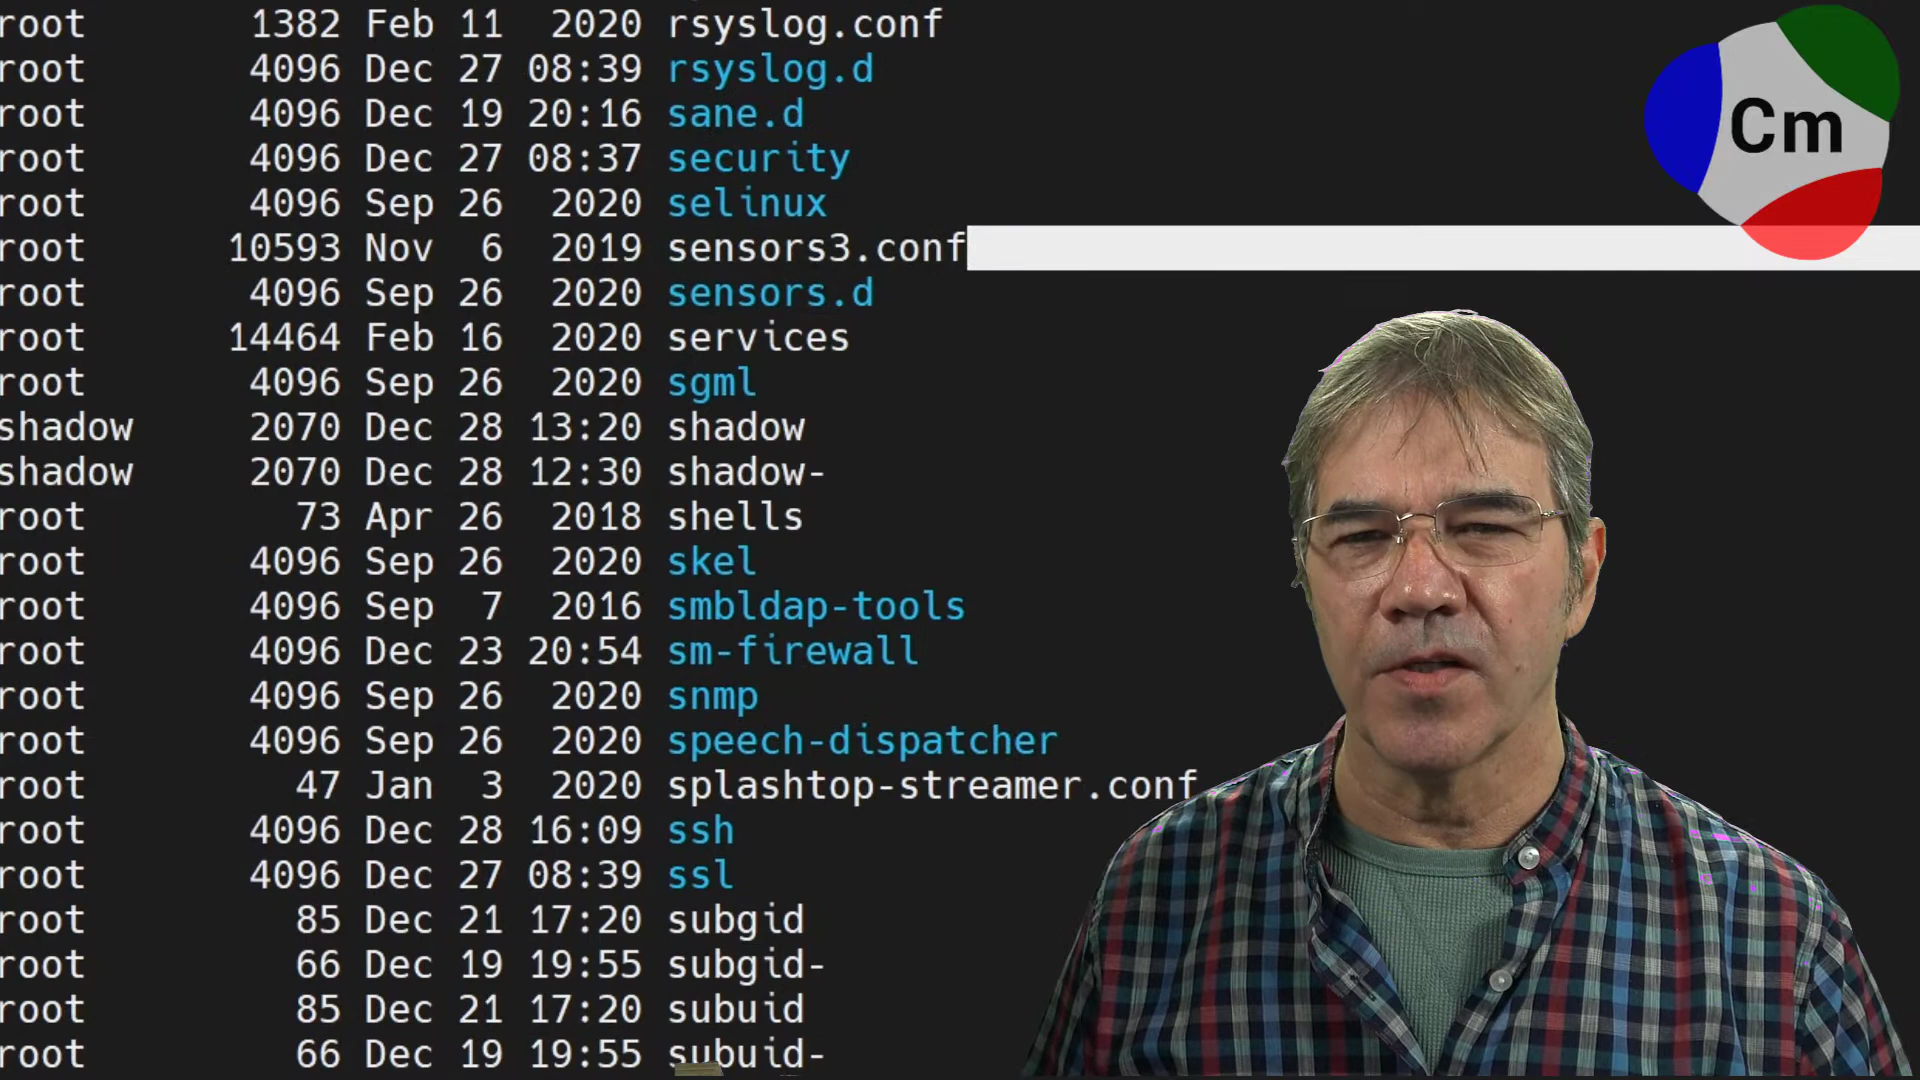 root 1382 Feb 11 2020 rsyslog.conf
root 4096 Dec 27 08:39 rsyslog.d
root 4096 Dec 19 20:16 sane.d
root 4096 Dec 27 08:37 security
root 4096 Sep 26 2020 selinux
root 10593 Nov 6 2019 sensors3.conf
root 4096 Sep 26 2020 sensors.d
root 14464 Feb 16 2020 services
root 4096 Sep 26 2020 sgml
shadow 2070 Dec 28 13:20 shadow
shadow 2070 Dec 28 12:30 shadow-
root 73 Apr 26 2018 shells
root 4096 Sep 26 2020 skel
root 4096 Sep 7 2016 smbldap-tools
root 4096 Dec 23 20:54 sm-firewall
root 4096 Sep 26 2020 snmp
root 4096 Sep 26 2020 speech-dispatcher
root 47 Jan 3 2020 splashtop-streamer.conf
root 4096 Dec 28 16:09 ssh
root 4096 Dec 27 08:39 ssl
root 85 Dec 21 17:20 subgid
root 66 Dec 19 19:55 subgid-
root 85 Dec 21 17:20 subuid
root 66 Dec 19 19:55 subuid-
Cm